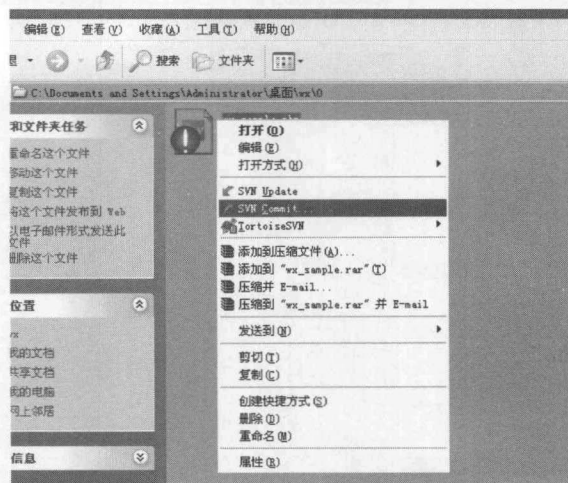 编辑(E) 查看(V) 收藏(A) 工具(T) 帮助(H)
退 搜索 文件夹
C:\Documents and Settings\Administrator\桌面\wx\0
和文件夹任务
重命名这个文件
移动这个文件
复制这个文件
将这个文件发布到 Web
以电子邮件形式发送此
文件
删除这个文件
位置
wx
我的文档
共享文档
我的电脑
网上邻居
信息
打开(O)
编辑(E)
打开方式(H)
SVN Update
SVN Commit...
TortoiseSVN
添加到压缩文件(A)...
添加到 "wx_sample.rar"(T)
压缩并 E-mail...
压缩到 "wx_sample.rar" 并 E-mail
发送到(N)
剪切(T)
复制(C)
创建快捷方式(S)
删除(D)
重命名(M)
属性(R)